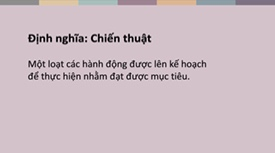 Định nghĩa: Chiến thuật
Một loạt các hành động được lên kế hoạch
để thực hiện nhằm đạt được mục tiêu.